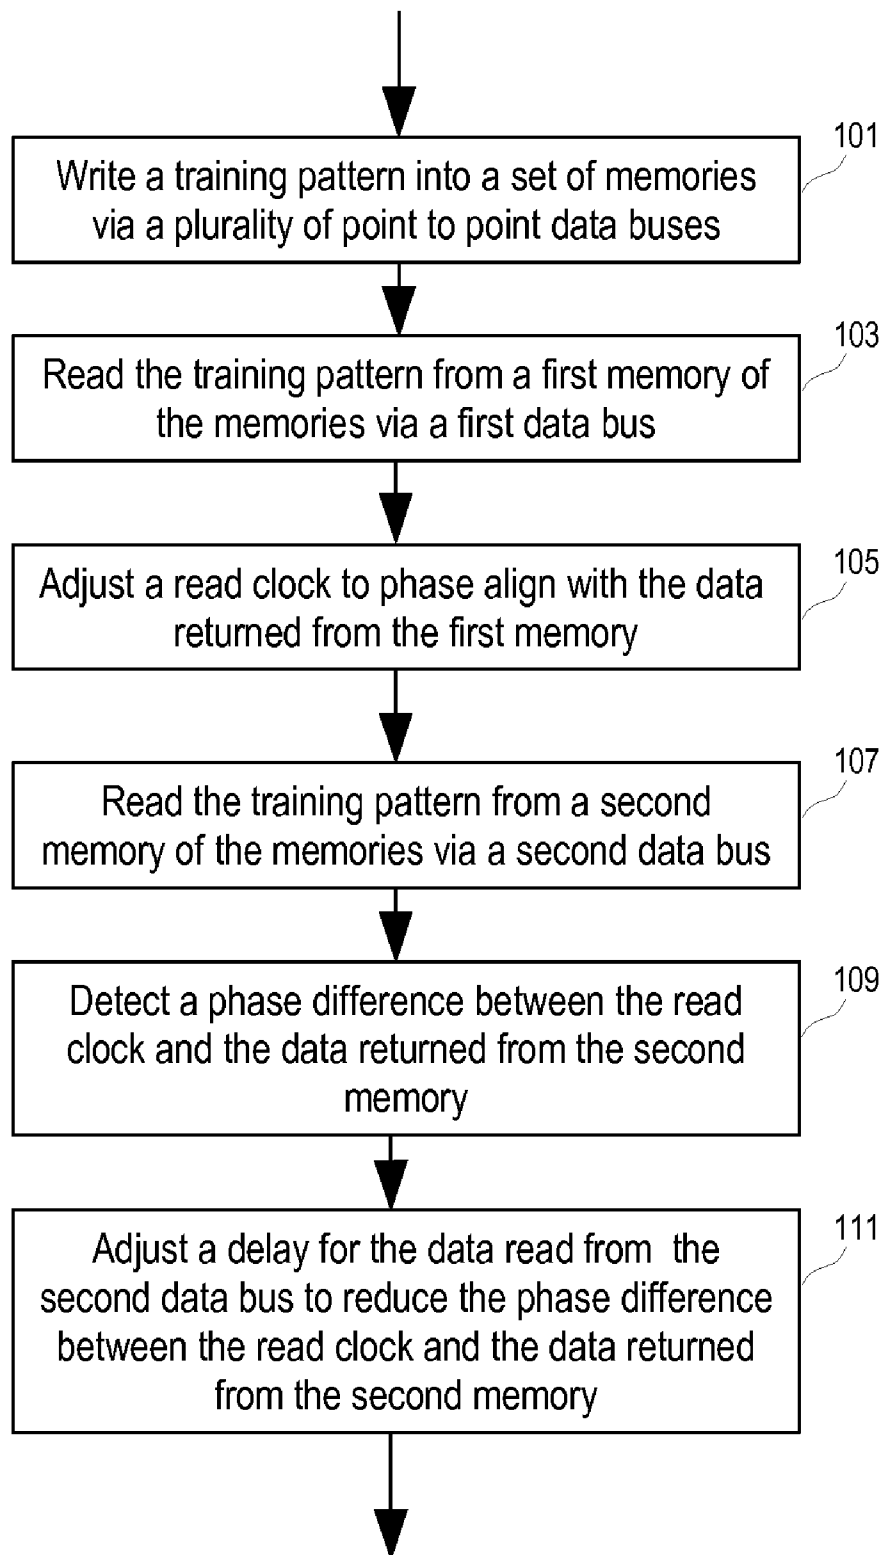 101
Write a training pattern into a set of memories
via a plurality of point to point data buses
103
Read the training pattern from a first memory of
the memories via a first data bus
105
Adjust a read clock to phase align with the data
returned from the first memory
107
Read the training pattern from a second
memory of the memories via a second data bus
109
Detect a phase difference between the read
clock and the data returned from the second
memory
111
Adjust a delay for the data read from the
second data bus to reduce the phase difference
between the read clock and the data returned
from the second memory